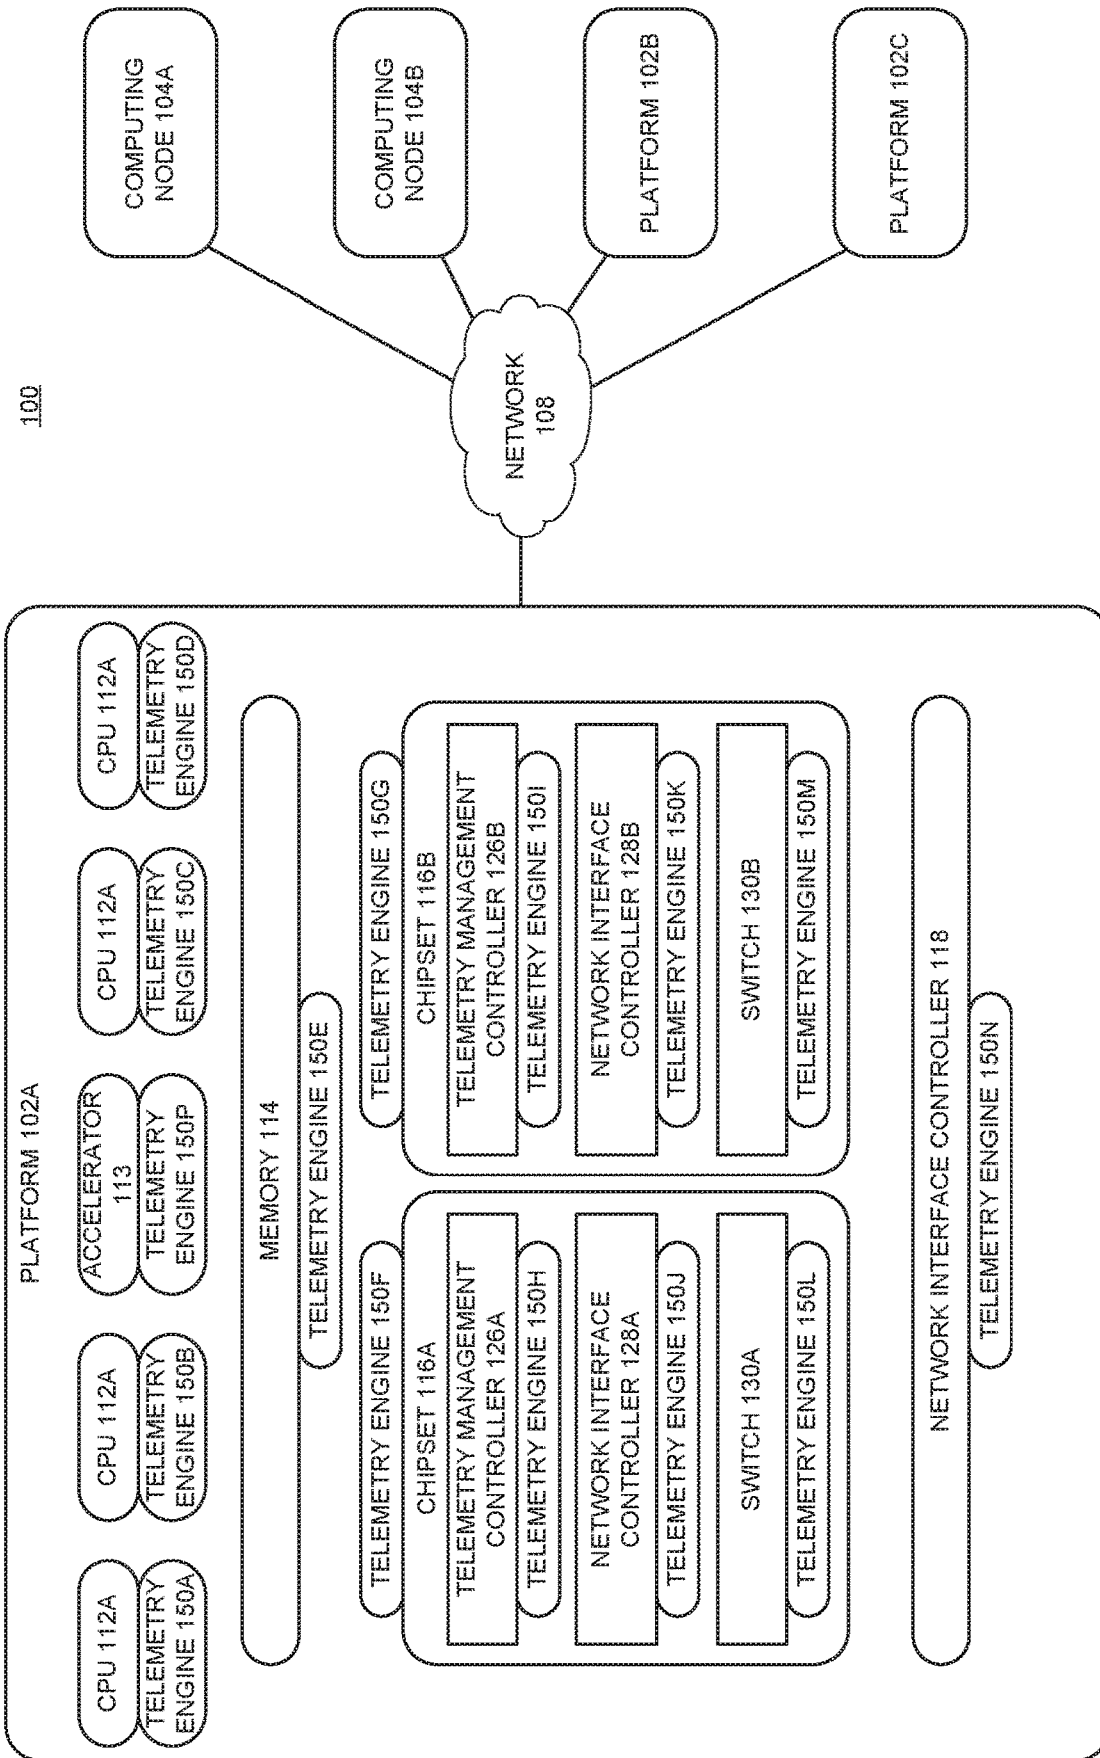 100
PLATFORM 102A
CPU 112A
TELEMETRY
ENGINE 150A
CPU 112A
TELEMETRY
ENGINE 150B
ACCELERATOR
113
TELEMETRY
ENGINE 150P
CPU 112A
TELEMETRY
ENGINE 150C
CPU 112A
TELEMETRY
ENGINE 150D
MEMORY 114
TELEMETRY ENGINE 150E
TELEMETRY ENGINE 150F
CHIPSET 116A
TELEMETRY MANAGEMENT
CONTROLLER 126A
TELEMETRY ENGINE 150H
NETWORK INTERFACE
CONTROLLER 128A
TELEMETRY ENGINE 150J
SWITCH 130A
TELEMETRY ENGINE 150L
TELEMETRY ENGINE 150G
CHIPSET 116B
TELEMETRY MANAGEMENT
CONTROLLER 126B
TELEMETRY ENGINE 150I
NETWORK INTERFACE
CONTROLLER 128B
TELEMETRY ENGINE 150K
SWITCH 130B
TELEMETRY ENGINE 150M
NETWORK INTERFACE CONTROLLER 118
TELEMETRY ENGINE 150N
NETWORK
108
COMPUTING
NODE 104A
COMPUTING
NODE 104B
PLATFORM 102B
PLATFORM 102C